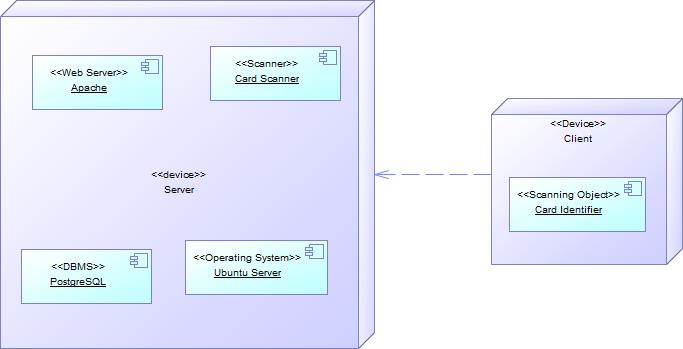 <<Web Server>>
Apache
<<Scanner>>
Card Scanner
<<device>>
Server
<<DBMS>>
PostgreSQL
<<Operating System>>
Ubuntu Server
<<Device>>
Client
<<Scanning Object>>
Card Identifier